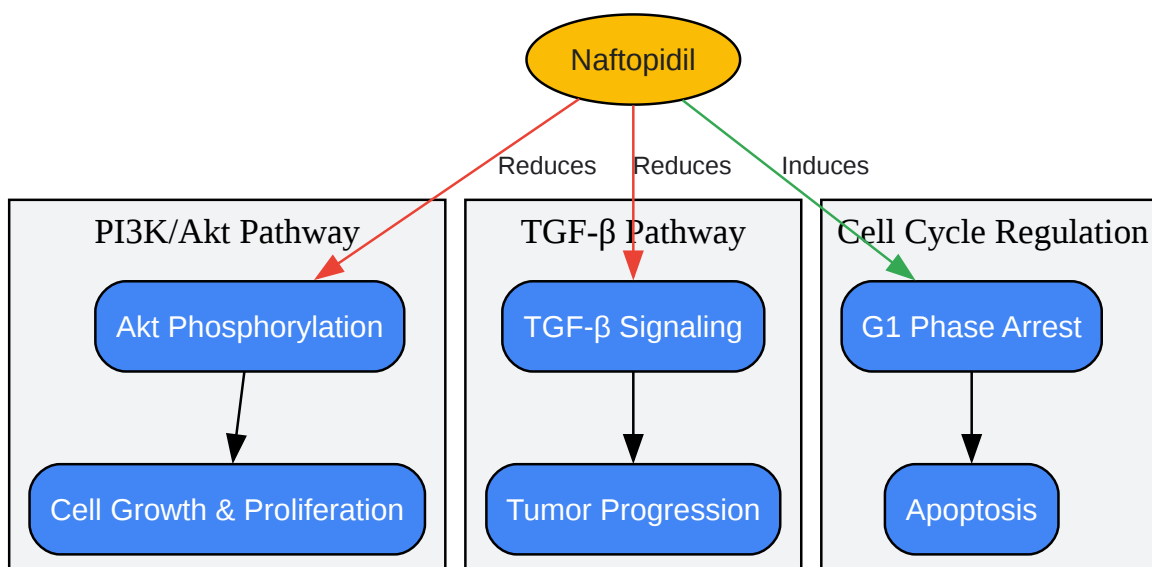 Naftopidil
Reduces
Reduces
Induces
PI3K/Akt Pathway
TGF-β Pathway
Cell Cycle Regulation
Akt Phosphorylation
TGF-β Signaling
G1 Phase Arrest
Cell Growth & Proliferation
Tumor Progression
Apoptosis